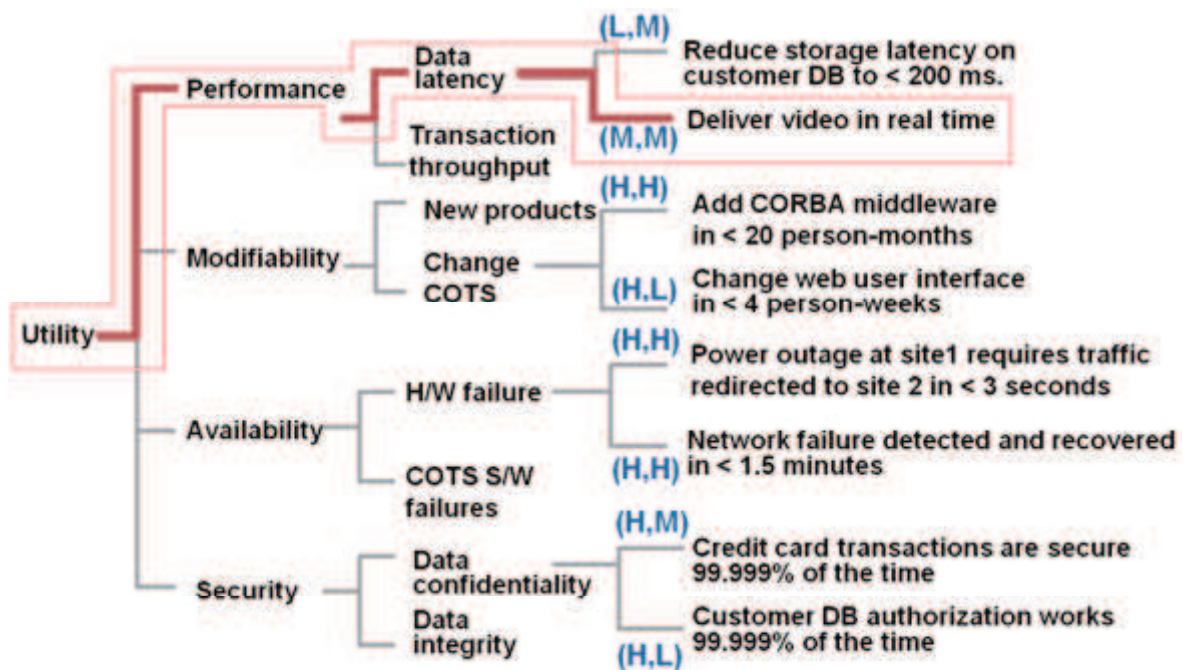 (L,M)
Reduce storage latency on
customer DB to < 200 ms.
Data
latency
Performance
Deliver video in real time
(M,M)
Transaction
throughput
(H,H)
New products
Add CORBA middleware
in < 20 person-months
Modifiability
Change
COTS
(H,L)
Change web user interface
in < 4 person-weeks
Utility
(H,H)
Power outage at site1 requires traffic
redirected to site 2 in < 3 seconds
H/W failure
Availability
Network failure detected and recovered
in < 1.5 minutes
(H,H)
COTS S/W
failures
(H,M)
Credit card transactions are secure
99.999% of the time
Data
confidentiality
Security
Data
integrity
Customer DB authorization works
99.999% of the time
(H,L)